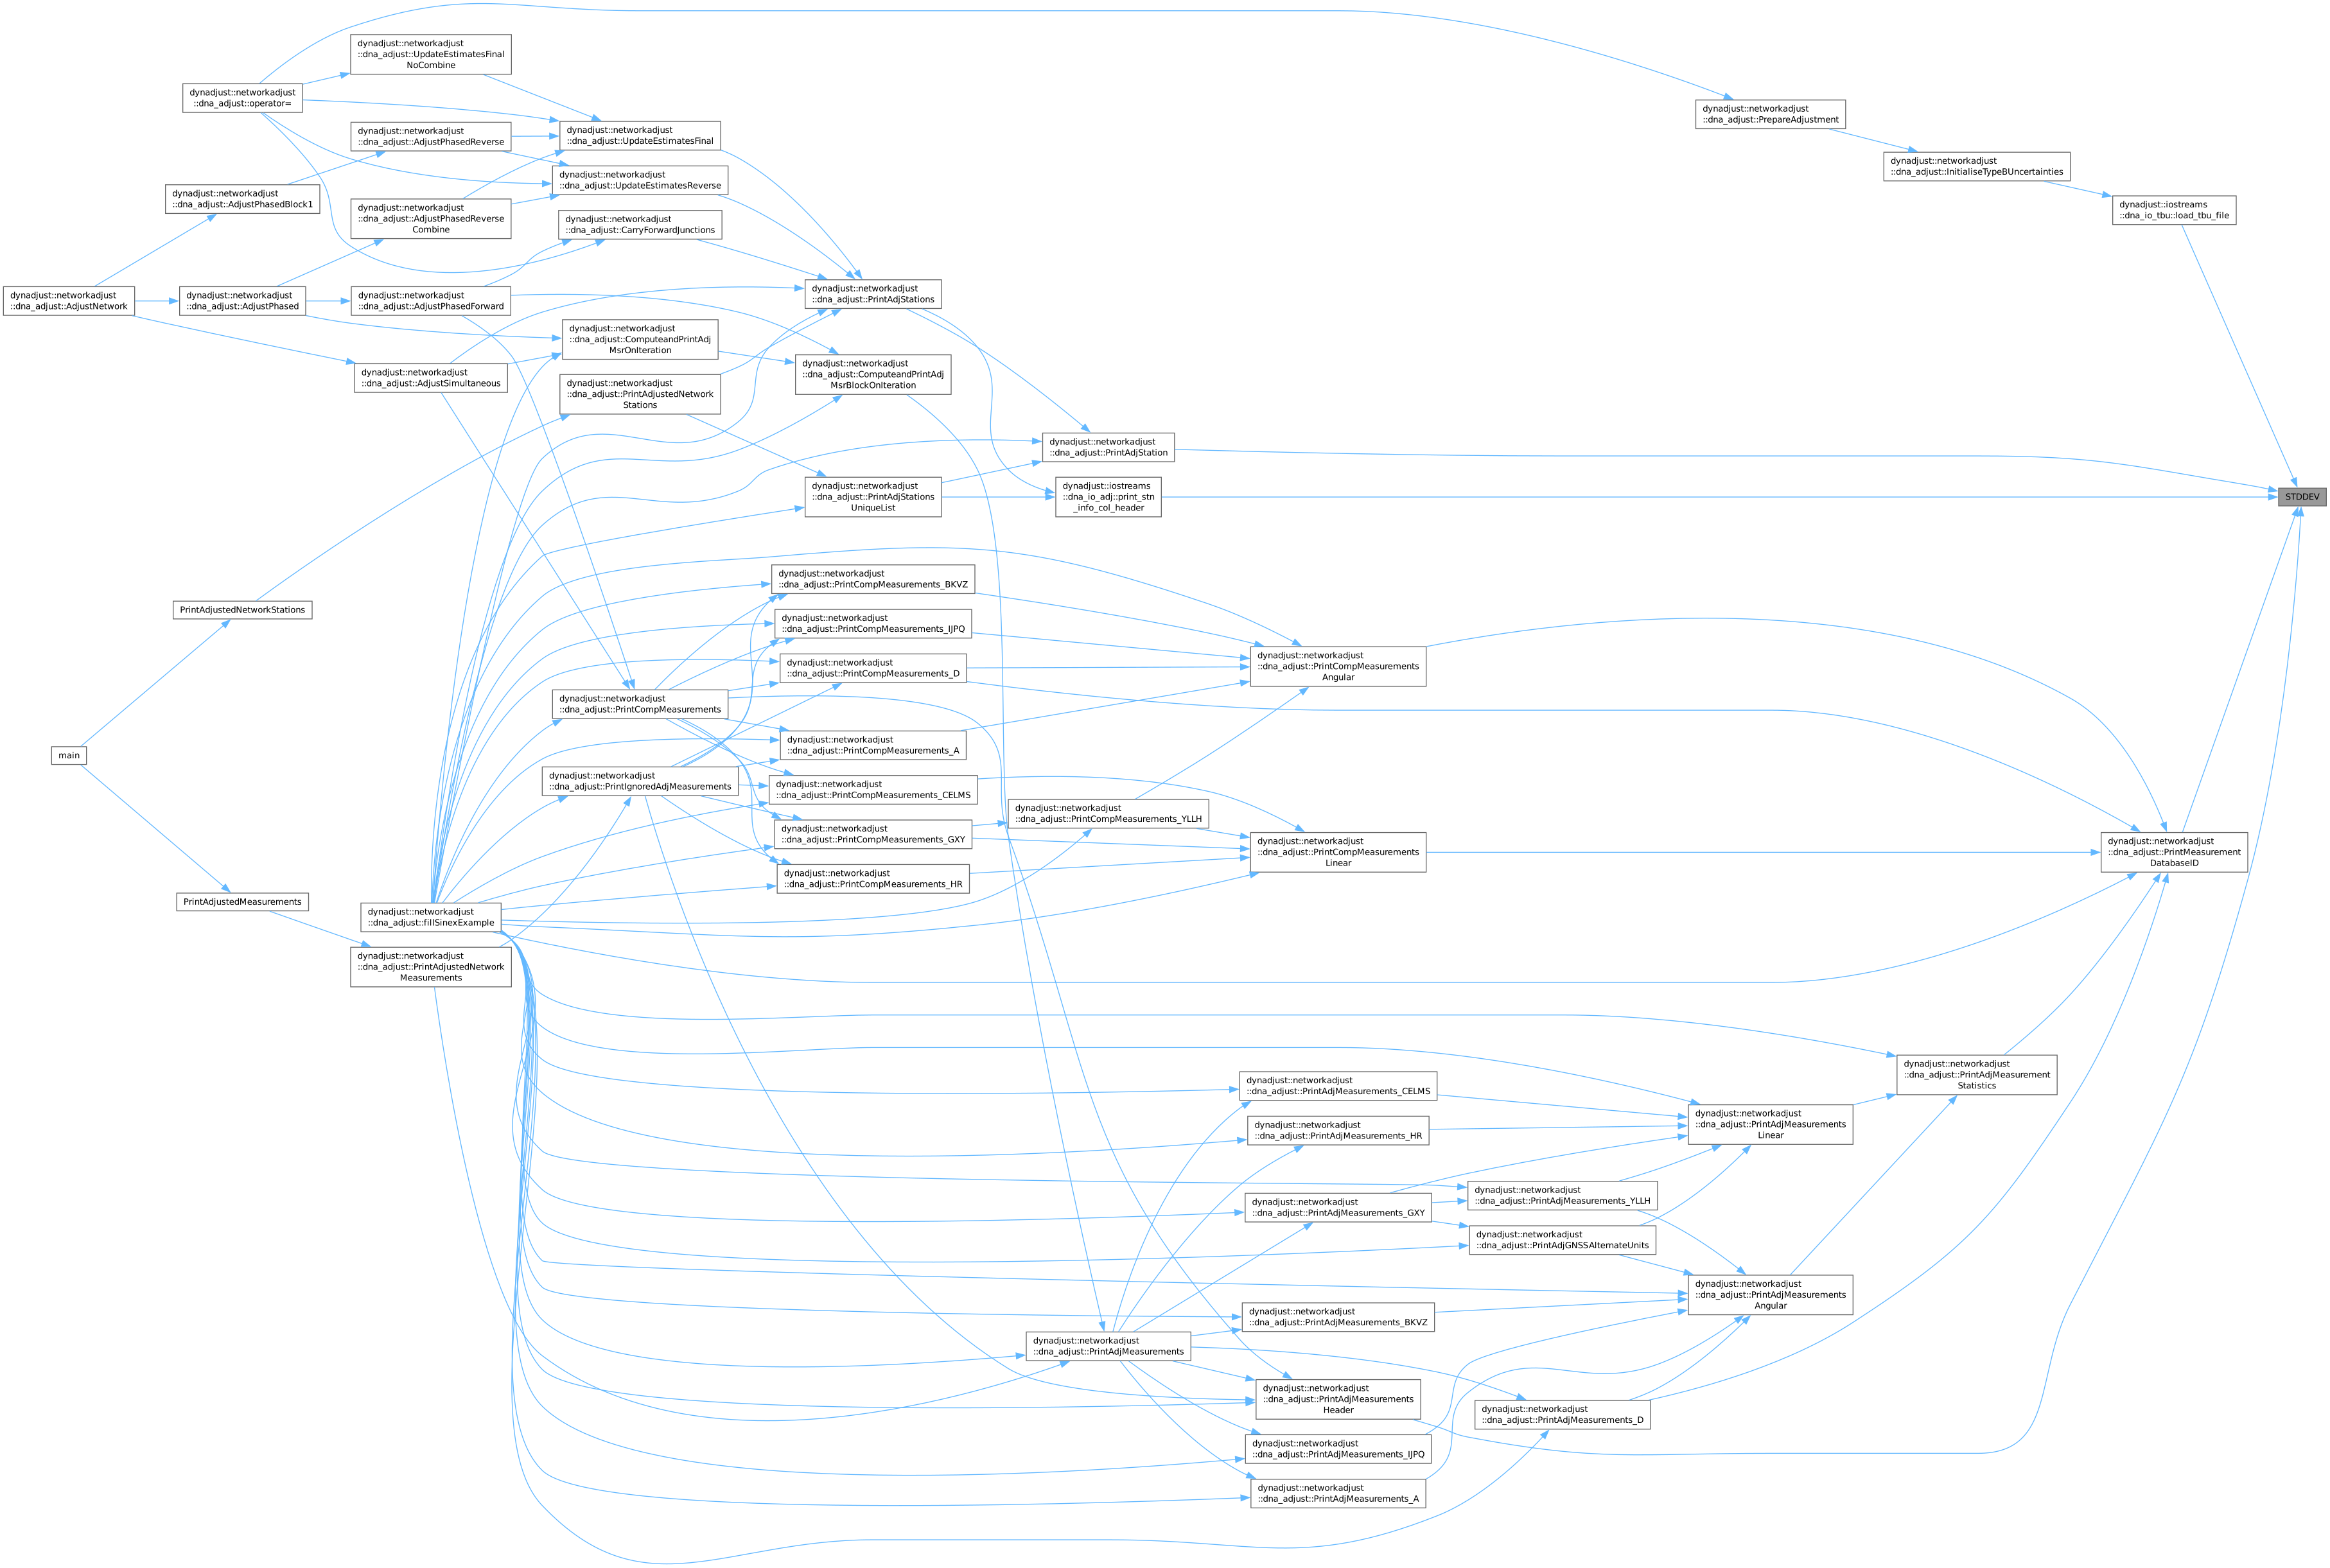 dynadjust::networkadjust
::dna_adjust::UpdateEstimatesFinal
NoCombine
dynadjust::networkadjust
::dna_adjust::operator=
dynadjust::networkadjust
::dna_adjust::PrepareAdjustment
dynadjust::networkadjust
::dna_adjust::AdjustPhasedReverse
dynadjust::networkadjust
::dna_adjust::UpdateEstimatesFinal
dynadjust::networkadjust
::dna_adjust::InitialiseTypeBUncertainties
dynadjust::networkadjust
::dna_adjust::UpdateEstimatesReverse
dynadjust::networkadjust
::dna_adjust::AdjustPhasedBlock1
dynadjust::networkadjust
::dna_adjust::AdjustPhasedReverse
Combine
dynadjust::iostreams
::dna_io_tbu::load_tbu_file
dynadjust::networkadjust
::dna_adjust::CarryForwardJunctions
dynadjust::networkadjust
::dna_adjust::AdjustNetwork
dynadjust::networkadjust
::dna_adjust::AdjustPhased
dynadjust::networkadjust
::dna_adjust::AdjustPhasedForward
dynadjust::networkadjust
::dna_adjust::PrintAdjStations
dynadjust::networkadjust
::dna_adjust::ComputeandPrintAdj
MsrOnIteration
dynadjust::networkadjust
::dna_adjust::ComputeandPrintAdj
MsrBlockOnIteration
dynadjust::networkadjust
::dna_adjust::AdjustSimultaneous
dynadjust::networkadjust
::dna_adjust::PrintAdjustedNetwork
Stations
dynadjust::networkadjust
::dna_adjust::PrintAdjStation
dynadjust::networkadjust
::dna_adjust::PrintAdjStations
UniqueList
dynadjust::iostreams
::dna_io_adj::print_stn
_info_col_header
STDDEV
dynadjust::networkadjust
::dna_adjust::PrintCompMeasurements_BKVZ
PrintAdjustedNetworkStations
dynadjust::networkadjust
::dna_adjust::PrintCompMeasurements_IJPQ
dynadjust::networkadjust
::dna_adjust::PrintCompMeasurements
Angular
dynadjust::networkadjust
::dna_adjust::PrintCompMeasurements_D
dynadjust::networkadjust
::dna_adjust::PrintCompMeasurements
dynadjust::networkadjust
::dna_adjust::PrintCompMeasurements_A
main
dynadjust::networkadjust
::dna_adjust::PrintIgnoredAdjMeasurements
dynadjust::networkadjust
::dna_adjust::PrintCompMeasurements_CELMS
dynadjust::networkadjust
::dna_adjust::PrintCompMeasurements_YLLH
dynadjust::networkadjust
::dna_adjust::PrintCompMeasurements_GXY
dynadjust::networkadjust
::dna_adjust::PrintCompMeasurements
Linear
dynadjust::networkadjust
::dna_adjust::PrintMeasurement
DatabaseID
dynadjust::networkadjust
::dna_adjust::PrintCompMeasurements_HR
PrintAdjustedMeasurements
dynadjust::networkadjust
::dna_adjust::fillSinexExample
dynadjust::networkadjust
::dna_adjust::PrintAdjustedNetwork
Measurements
dynadjust::networkadjust
::dna_adjust::PrintAdjMeasurement
Statistics
dynadjust::networkadjust
::dna_adjust::PrintAdjMeasurements_CELMS
dynadjust::networkadjust
::dna_adjust::PrintAdjMeasurements
Linear
dynadjust::networkadjust
::dna_adjust::PrintAdjMeasurements_HR
dynadjust::networkadjust
::dna_adjust::PrintAdjMeasurements_YLLH
dynadjust::networkadjust
::dna_adjust::PrintAdjMeasurements_GXY
dynadjust::networkadjust
::dna_adjust::PrintAdjGNSSAlternateUnits
dynadjust::networkadjust
::dna_adjust::PrintAdjMeasurements
Angular
dynadjust::networkadjust
::dna_adjust::PrintAdjMeasurements_BKVZ
dynadjust::networkadjust
::dna_adjust::PrintAdjMeasurements
dynadjust::networkadjust
::dna_adjust::PrintAdjMeasurements
Header
dynadjust::networkadjust
::dna_adjust::PrintAdjMeasurements_D
dynadjust::networkadjust
::dna_adjust::PrintAdjMeasurements_IJPQ
dynadjust::networkadjust
::dna_adjust::PrintAdjMeasurements_A